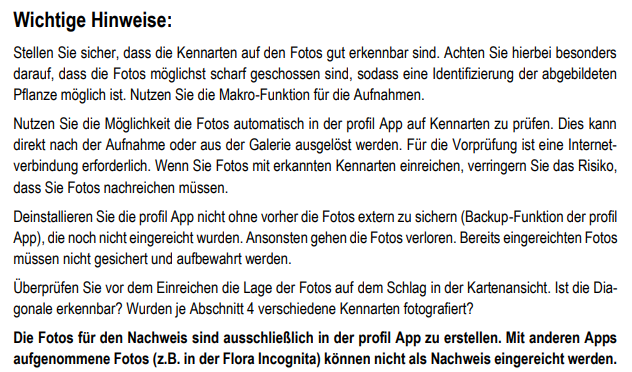 Wichtige Hinweise:
Stellen Sie sicher, dass die Kennarten auf den Fotos gut erkennbar sind. Achten Sie hierbei besonders
darauf, dass die Fotos möglichst scharf geschossen sind, sodass eine Identifizierung der abgebildeten
Pflanze möglich ist. Nutzen Sie die Makro-Funktion für die Aufnahmen.
Nutzen Sie die Möglichkeit die Fotos automatisch in der profil App auf Kennarten zu prüfen. Dies kann
direkt nach der Aufnahme oder aus der Galerie ausgelöst werden. Für die Vorprüfung ist eine Internet-
verbindung erforderlich. Wenn Sie Fotos mit erkannten Kennarten einreichen, verringern Sie das Risiko,
dass Sie Fotos nachreichen müssen.
Deinstallieren Sie die profil App nicht ohne vorher die Fotos extern zu sichern (Backup-Funktion der profil
App), die noch nicht eingereicht wurden. Ansonsten gehen die Fotos verloren. Bereits eingereichten Fotos
müssen nicht gesichert und aufbewahrt werden.
Überprüfen Sie vor dem Einreichen die Lage der Fotos auf dem Schlag in der Kartenansicht. Ist die Dia-
gonale erkennbar? Wurden je Abschnitt 4 verschiedene Kennarten fotografiert?
Die Fotos für den Nachweis sind ausschließlich in der profil App zu erstellen. Mit anderen Apps
aufgenommene Fotos (z.B. in der Flora Incognita) können nicht als Nachweis eingereicht werden.